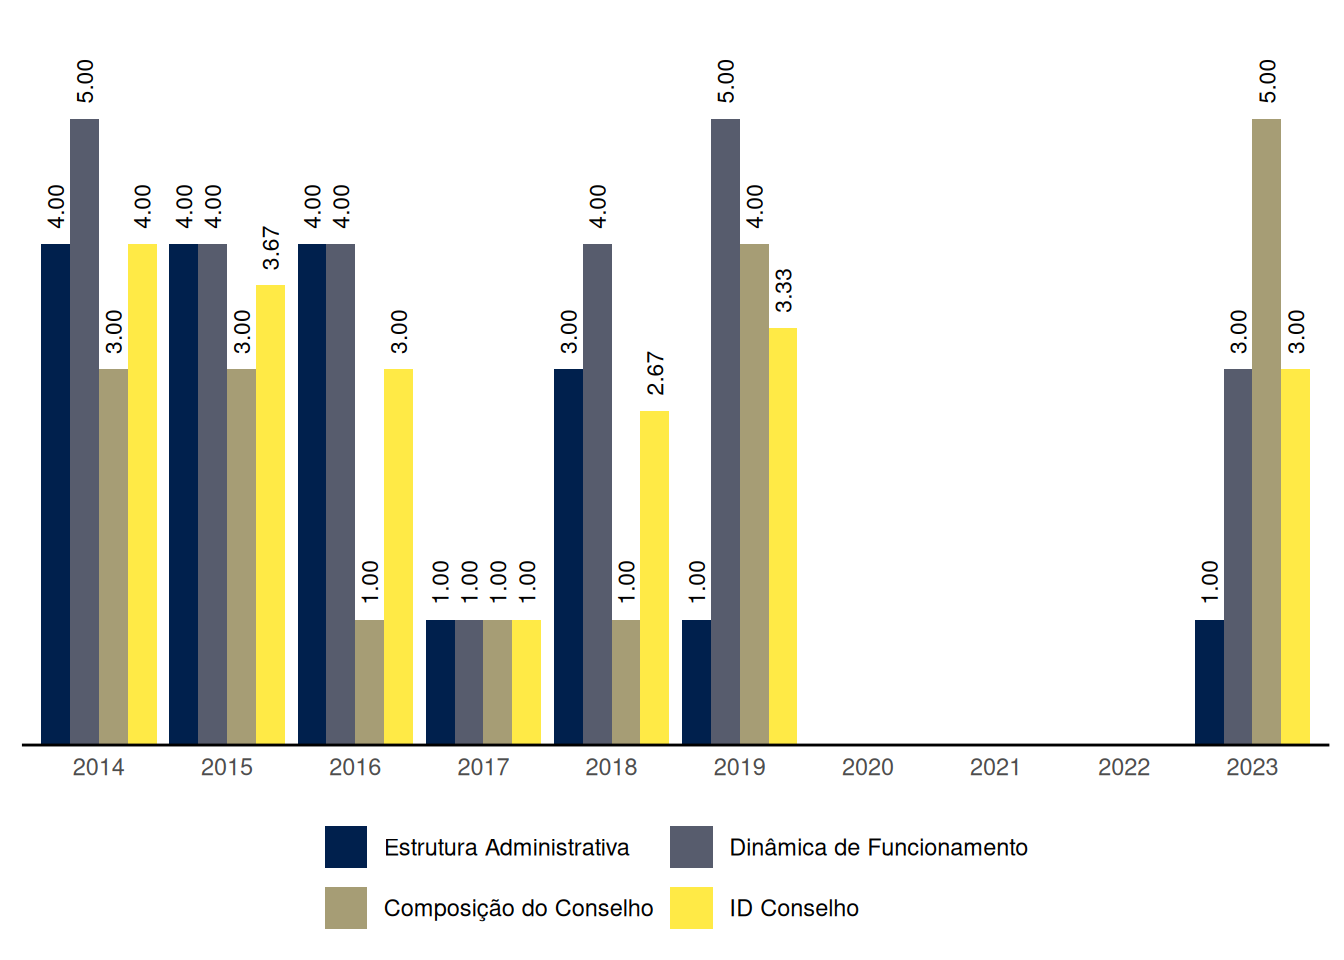 5.00 5.00 5.00
4.00 4.00 4.00 4.00 4.00 4.00 4.00 4.00
3.67
3.33
3.00 3.00 3.00 3.00 3.00 3.00
2.67
1.00 1.00 1.00 1.00 1.00 1.00 1.00 1.00
2014 2015 2016 2017 2018 2019 2020 2021 2022 2023
Estrutura Administrativa Dinâmica de Funcionamento
Composição do Conselho ID Conselho